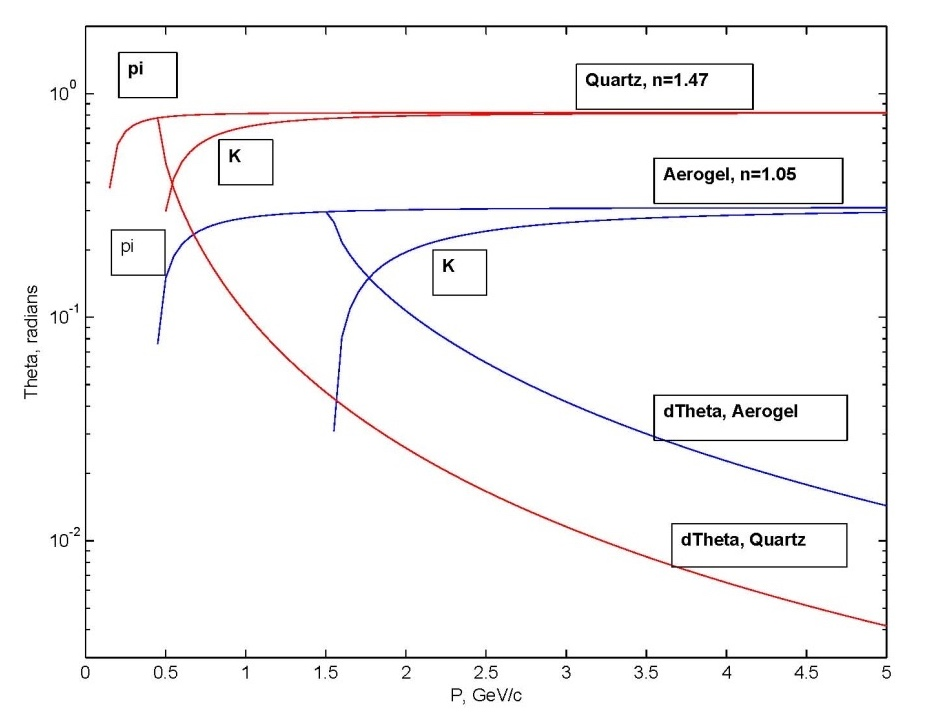 pi
Quartz, n=1.47
K
Aerogel, n=1.05
pi
K
dTheta, Aerogel
dTheta, Quartz
Theta, radians
10^0
10^-1
10^-2
0 0.5 1 1.5 2 2.5 3 3.5 4 4.5 5
P, GeV/c